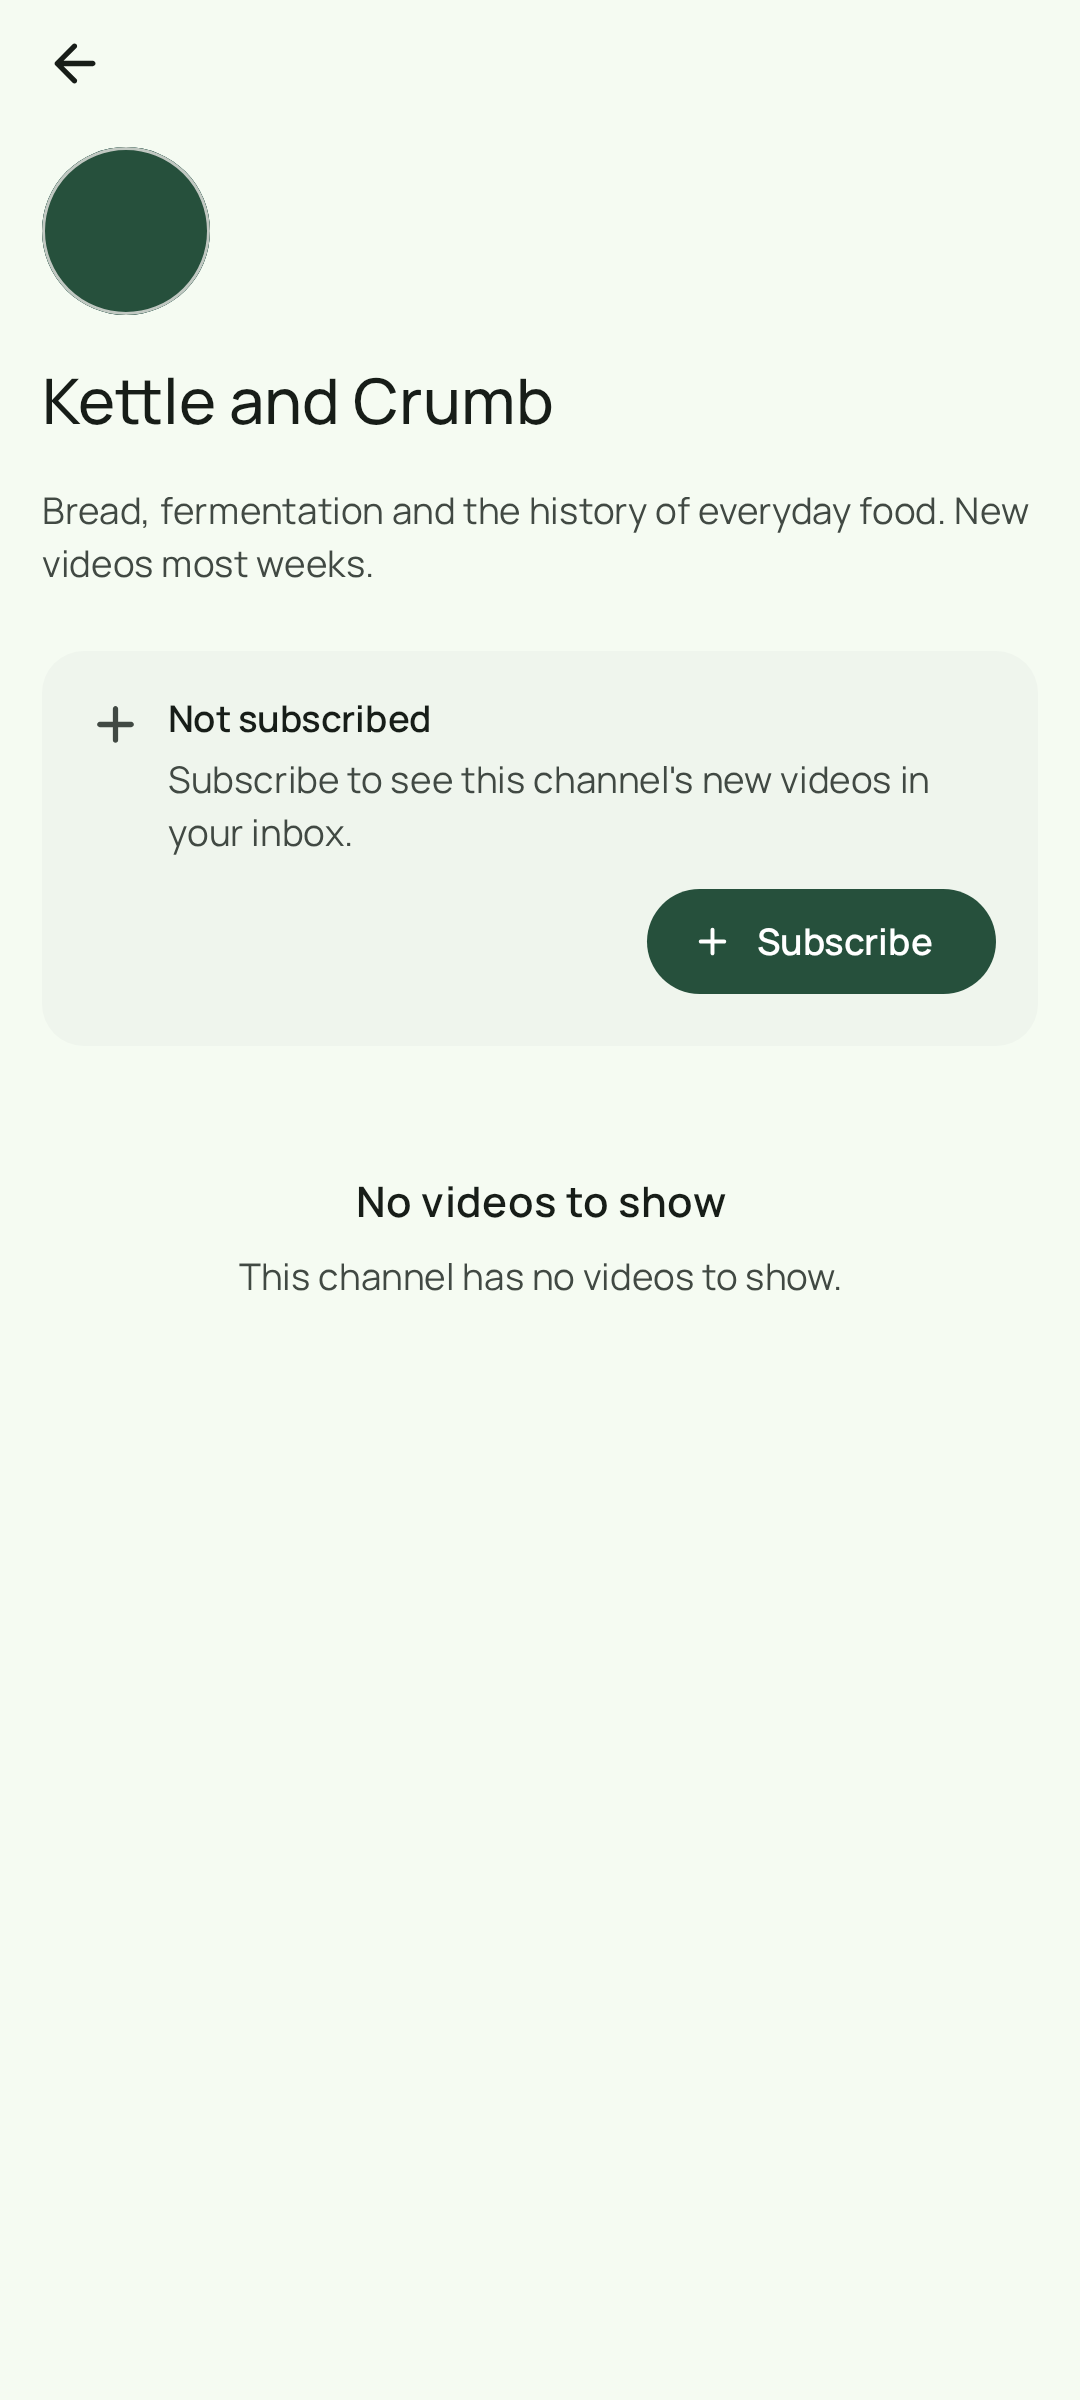 Kettle and Crumb
Bread, fermentation and the history of everyday food. New
videos most weeks.
Not subscribed
Subscribe to see this channel's new videos in
your inbox.
Subscribe
No videos to show
This channel has no videos to show.